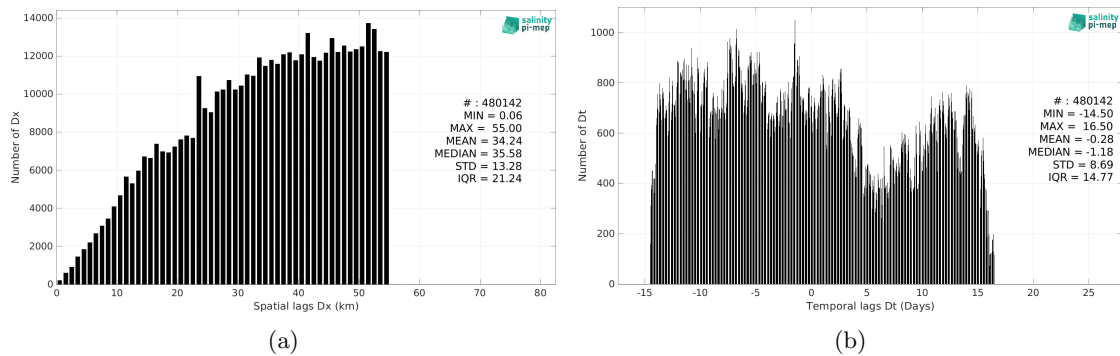 14000
12000
10000
8000
6000
4000
2000
0
Number of Dx
0 10 20 30 40 50 60 70 80
Spatial lags Dx (km)
salinity
pi-mep
# : 480142
MIN = 0.06
MAX = 55.00
MEAN = 34.24
MEDIAN = 35.58
STD = 13.28
IQR = 21.24
(a)
1000
800
600
400
200
0
Number of Dt
-15 -10 -5 0 5 10 15 20 25
Temporal lags Dt (Days)
salinity
pi-mep
# : 480142
MIN = -14.50
MAX = 16.50
MEAN = -0.28
MEDIAN = -1.18
STD = 8.69
IQR = 14.77
(b)